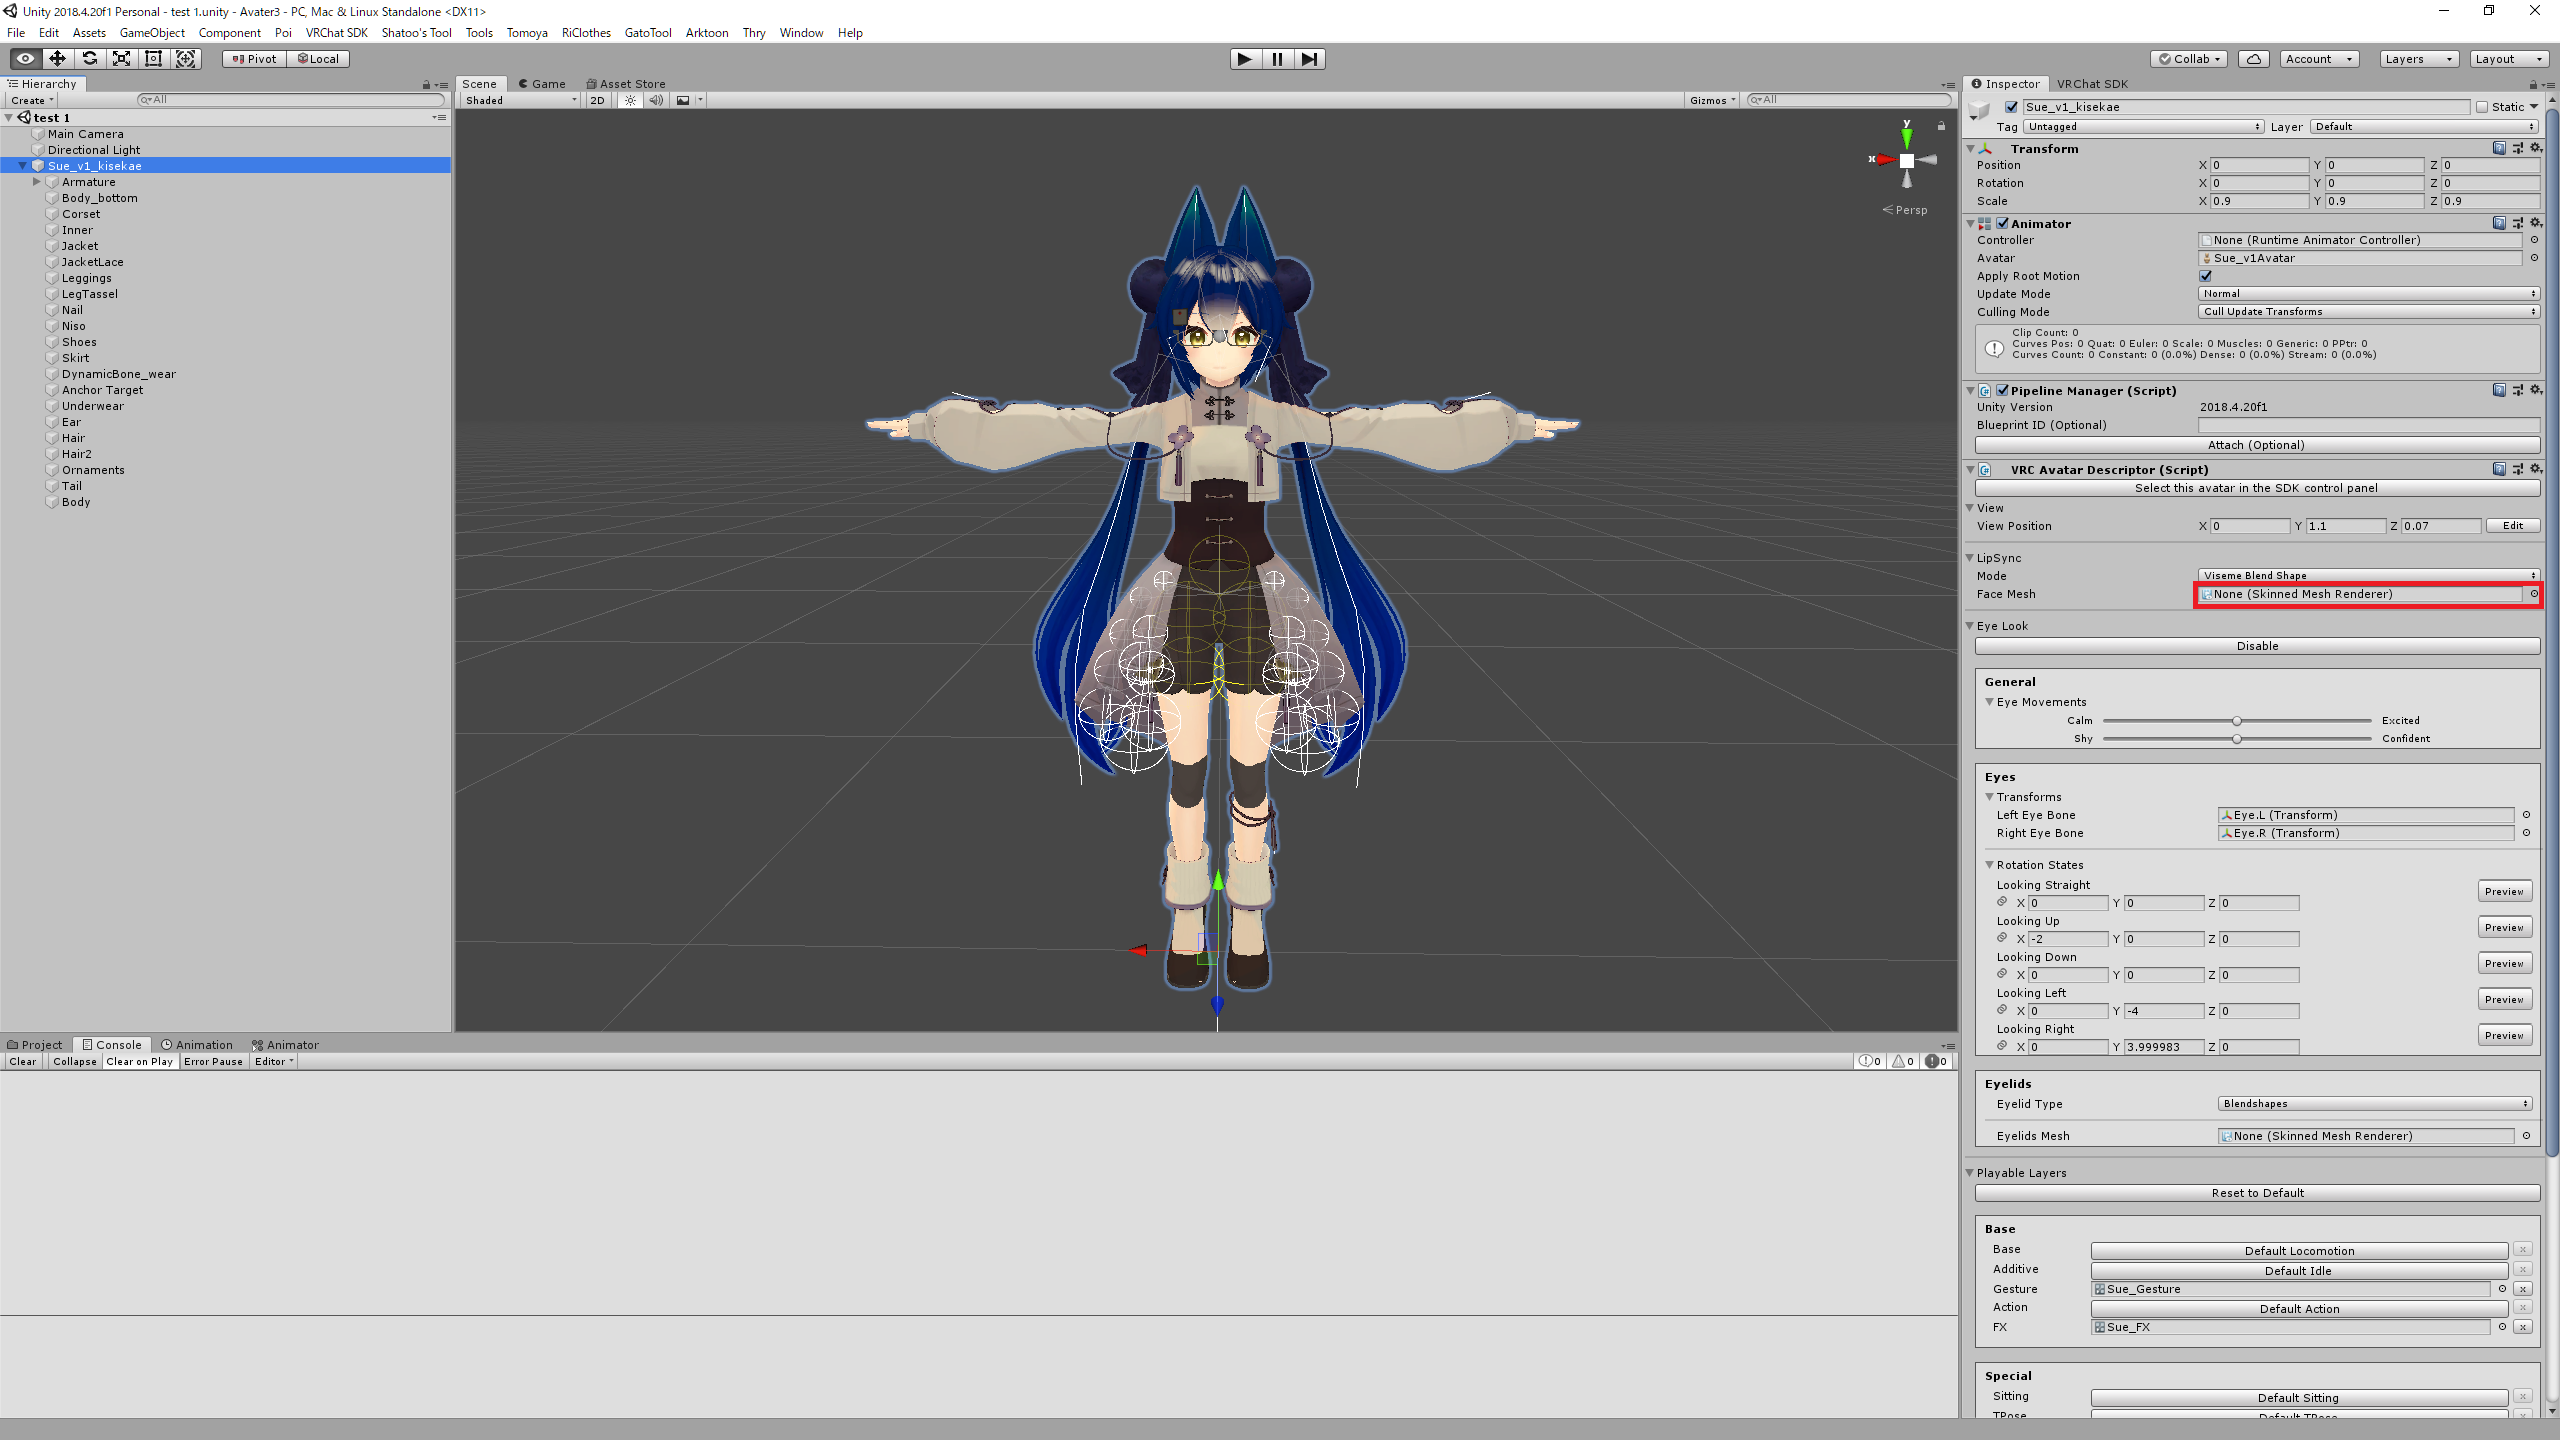 Unity 2018.4.20f1 Personal - test 1.unity - Avater3 - PC, Mac & Linux Standalone <DX11>
File Edit Assets GameObject Component Poi VRChat SDK Shatoo's Tool Tools Tomoya RiClothes GatoTool Arktoon Thry Window Help
Pivot Local Collab Account Layers Layout
Hierarchy Scene Game Asset Store Inspector VRChat SDK
Create All Shaded 2D Gizmos All
test 1
Main Camera
Directional Light
Sue_v1_kisekae
Armature
Body_bottom
Corset
Inner
Jacket
JacketLace
Leggings
LegTassel
Nail
Niso
Shoes
Skirt
DynamicBone_wear
Anchor Target
Underwear
Ear
Hair
Hair2
Ornaments
Tail
Body
y
x
Persp
Project Console Animation Animator
Clear Collapse Clear on Play Error Pause Editor 0 0 0
Sue_v1_kisekae Static
Tag Untagged Layer Default
Transform
Position X 0 Y 0 Z 0
Rotation X 0 Y 0 Z 0
Scale X 0.9 Y 0.9 Z 0.9
Animator
Controller None (Runtime Animator Controller)
Avatar Sue_v1Avatar
Apply Root Motion
Update Mode Normal
Culling Mode Cull Update Transforms
Clip Count: 0
Curves Pos: 0 Quat: 0 Euler: 0 Scale: 0 Muscles: 0 Generic: 0 PPtr: 0
Curves Count: 0 Constant: 0 (0.0%) Dense: 0 (0.0%) Stream: 0 (0.0%)
Pipeline Manager (Script)
Unity Version 2018.4.20f1
Blueprint ID (Optional)
Attach (Optional)
VRC Avatar Descriptor (Script)
Select this avatar in the SDK control panel
View
View Position X 0 Y 1.1 Z 0.07 Edit
LipSync
Mode Viseme Blend Shape
Face Mesh None (Skinned Mesh Renderer)
Eye Look
Disable
General
Eye Movements
Calm Excited
Shy Confident
Eyes
Transforms
Left Eye Bone Eye.L (Transform)
Right Eye Bone Eye.R (Transform)
Rotation States
Looking Straight Preview
X 0 Y 0 Z 0
Looking Up Preview
X -2 Y 0 Z 0
Looking Down Preview
X 0 Y 0 Z 0
Looking Left Preview
X 0 Y -4 Z 0
Looking Right Preview
X 0 Y 3.999983 Z 0
Eyelids
Eyelid Type Blendshapes
Eyelids Mesh None (Skinned Mesh Renderer)
Playable Layers
Reset to Default
Base
Base Default Locomotion x
Additive Default Idle x
Gesture Sue_Gesture x
Action Default Action x
FX Sue_FX x
Special
Sitting Default Sitting x
TPose Default TPose